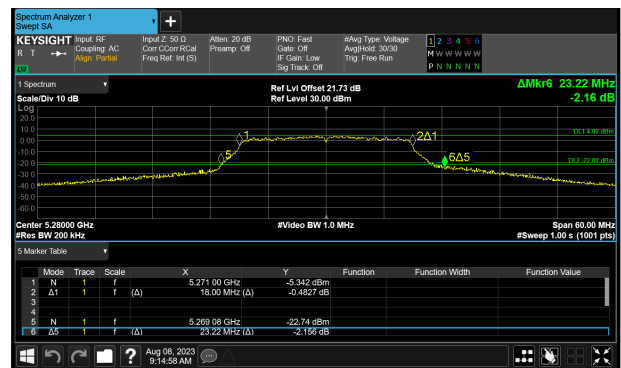 Spectrum Analyzer 1
Swept SA
KEYSIGHT Input: RF Input Z: 50 Ω Atten: 20 dB PNO: Fast #Avg Type: Voltage 1 2 3 4 5 6
R T Coupling: AC Corr CCorr RCal Preamp: Off Gate: Off Avg|Hold: 30/30 M W W W W W
Align: Partial Freq Ref: Int (S) IF Gain: Low Trig: Free Run
Sig Track: Off P N N N N N
1 Spectrum
ΔMkr6 23.22 MHz
Ref Lvl Offset 21.73 dB
Scale/Div 10 dB Ref Level 30.00 dBm -2.16 dB
Log
20.0
10.0
1 2Δ1 DL1 4.00 dBm
0.00
-10.0
5 6Δ5 DL2 -22.00 dBm
-20.0
-30.0
-40.0
-50.0
-60.0
Center 5.28000 GHz #Video BW 1.0 MHz Span 60.00 MHz
#Res BW 200 kHz #Sweep 1.00 s (1001 pts)
5 Marker Table
Mode Trace Scale X Y Function Function Width Function Value
1 N 1 f 5.271 00 GHz -5.342 dBm
2 Δ1 1 f (Δ) 18.00 MHz (Δ) -0.4827 dB
3
4
5 N 1 f 5.269 08 GHz -22.74 dBm
6 Δ5 1 f (Δ) 23.22 MHz (Δ) -2.156 dB
? Aug 08, 2023
9:14:58 AM